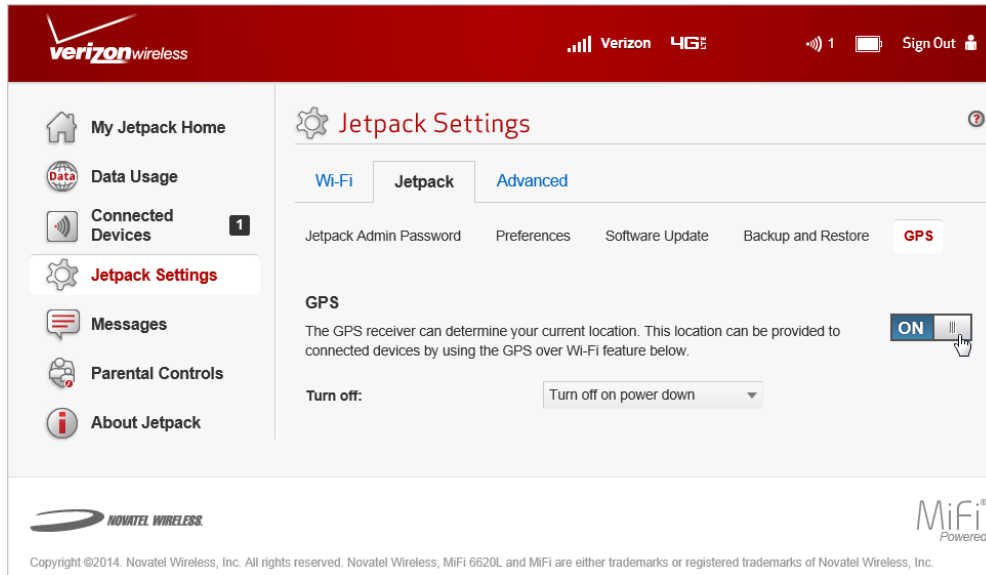 verizonwireless
Verizon 4G LTE
1
Sign Out
My Jetpack Home
Data
Data Usage
Connected
Devices
1
Jetpack Settings
Messages
Parental Controls
About Jetpack
Jetpack Settings
?
Wi-Fi Jetpack Advanced
Jetpack Admin Password Preferences Software Update Backup and Restore GPS
GPS
The GPS receiver can determine your current location. This location can be provided to
connected devices by using the GPS over Wi-Fi feature below.
ON
Turn off: Turn off on power down
NOVATEL WIRELESS.
MiFi®
Powered
Copyright ©2014. Novatel Wireless, Inc. All rights reserved. Novatel Wireless, MiFi 6620L and MiFi are either trademarks or registered trademarks of Novatel Wireless, Inc.